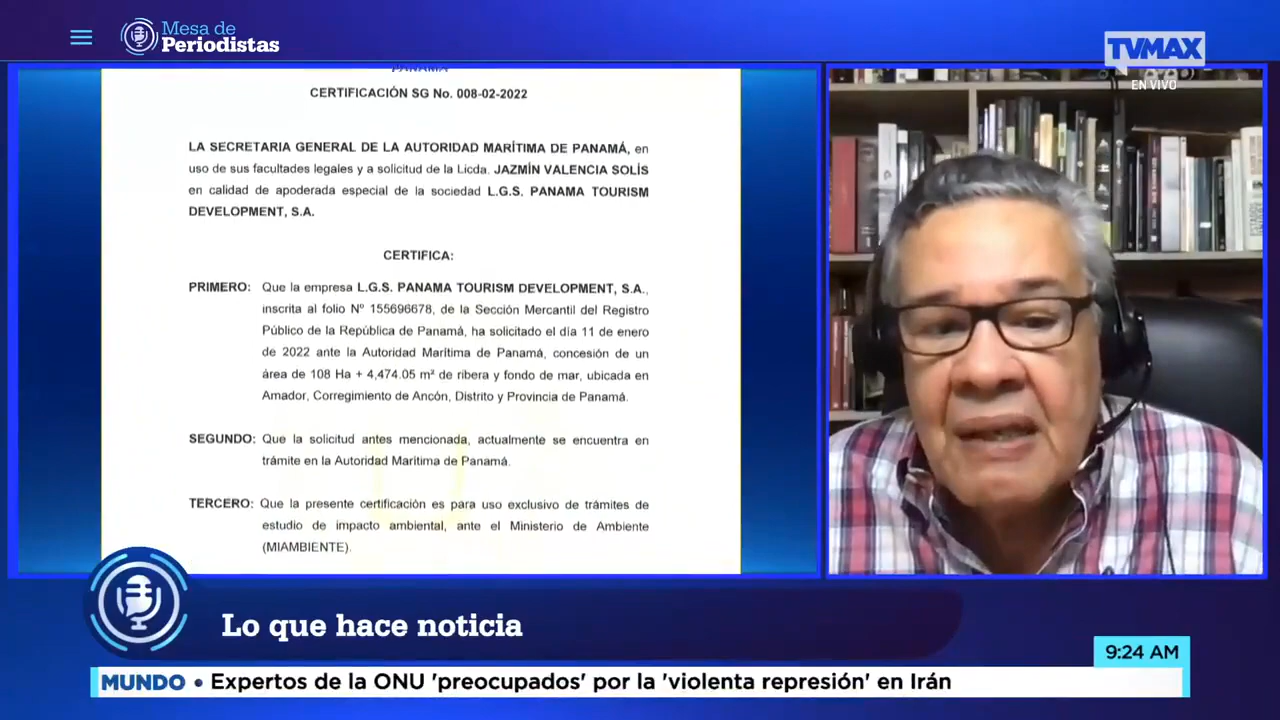 Mesa de
Periodistas
TVMAX
EN VIVO
PANAMÁ
CERTIFICACIÓN SG No. 008-02-2022
LA SECRETARIA GENERAL DE LA AUTORIDAD MARÍTIMA DE PANAMÁ, en
uso de sus facultades legales y a solicitud de la Licda. JAZMÍN VALENCIA SOLÍS
en calidad de apoderada especial de la sociedad L.G.S. PANAMA TOURISM
DEVELOPMENT, S.A.
CERTIFICA:
PRIMERO: Que la empresa L.G.S. PANAMA TOURISM DEVELOPMENT, S.A.,
inscrita al folio Nº 155696678, de la Sección Mercantil del Registro
Público de la República de Panamá, ha solicitado el día 11 de enero
de 2022 ante la Autoridad Marítima de Panamá, concesión de un
área de 108 Ha + 4,474.05 m² de ribera y fondo de mar, ubicada en
Amador, Corregimiento de Ancón, Distrito y Provincia de Panamá.
SEGUNDO: Que la solicitud antes mencionada, actualmente se encuentra en
trámite en la Autoridad Marítima de Panamá.
TERCERO: Que la presente certificación es para uso exclusivo de trámites de
estudio de impacto ambiental, ante el Ministerio de Ambiente
(MIAMBIENTE).
Lo que hace noticia
9:24 AM
MUNDO • Expertos de la ONU 'preocupados' por la 'violenta represión' en Irán